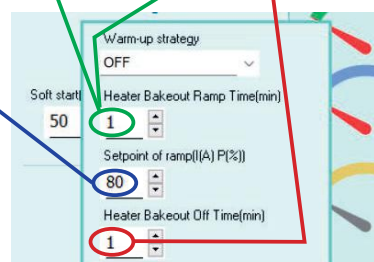 Warm-up strategy
OFF
Soft start
Heater Bakeout Ramp Time(min)
50
1
Setpoint of ramp(I(A) P(%))
80
Heater Bakeout Off Time(min)
1